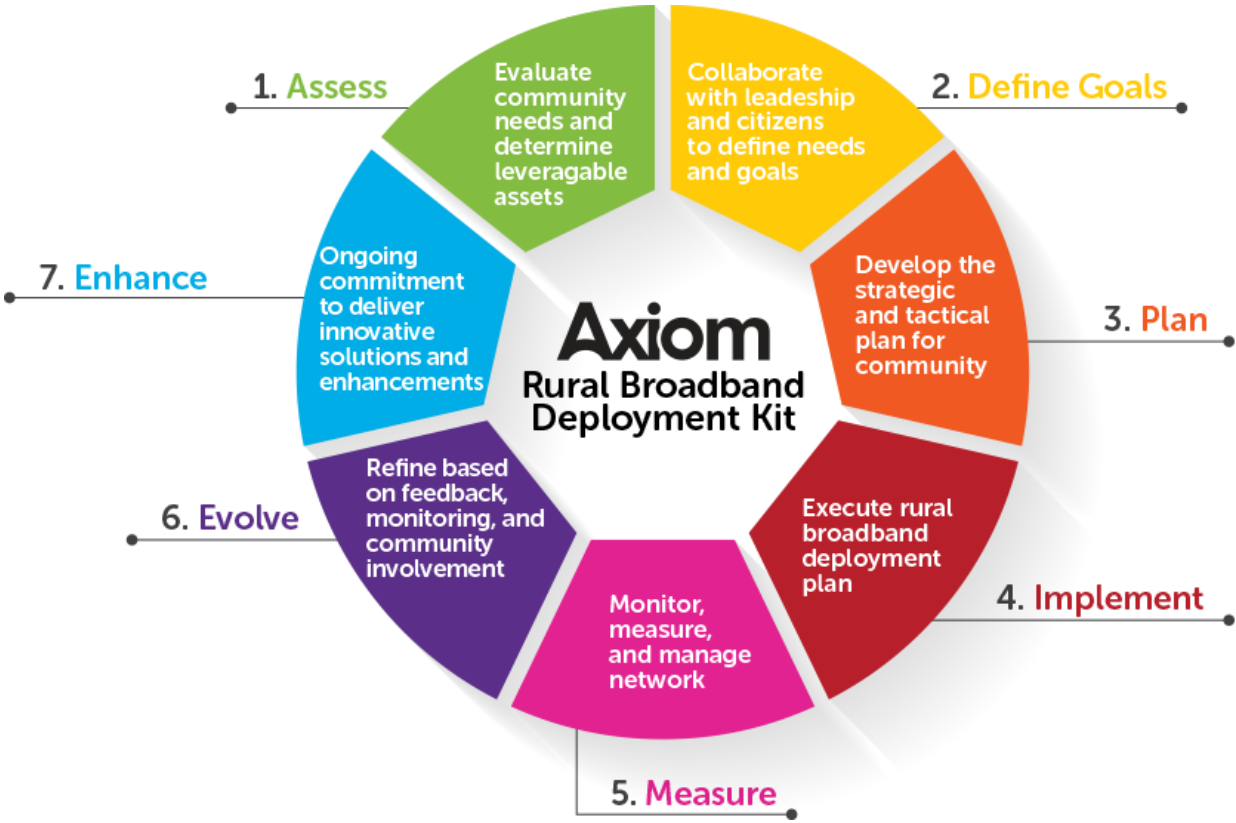 1. Assess
Evaluate
community
needs and
determine
leveragable
assets
2. Define Goals
Collaborate
with leadeship
and citizens
to define needs
and goals
3. Plan
Develop the
strategic
and tactical
plan for
community
4. Implement
Execute rural
broadband
deployment
plan
5. Measure
Monitor,
measure,
and manage
network
6. Evolve
Refine based
on feedback,
monitoring, and
community
involvement
7. Enhance
Ongoing
commitment
to deliver
innovative
solutions and
enhancements
Axiom
Rural Broadband
Deployment Kit